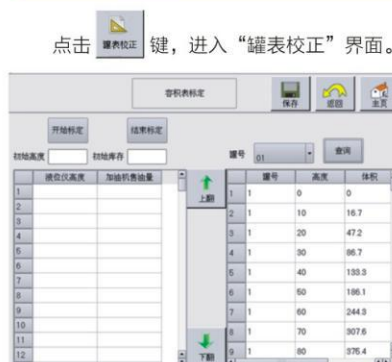 点击 罐表校正 键，进入“罐表校正”界面。
容积表标定
保存 返回 主页
开始标定 结束标定
初始高度 初始库存 罐号 01 查询
液位仪高度 加油机售油量
1
2
3
4
5
6
7
8
9
10
11
12
上翻
下翻
罐号 高度 体积
1 1 0 0
2 1 10 16.7
3 1 20 47.2
4 1 30 86.7
5 1 40 133.3
6 1 50 186.1
7 1 60 244.3
8 1 70 307.6
9 1 80 375.4